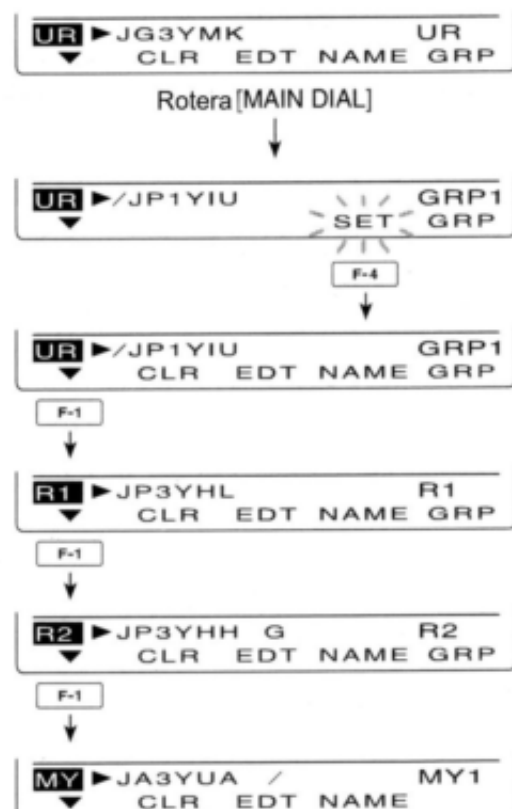 UR ►JG3YMK UR
▼ CLR EDT NAME GRP
Rotera [MAIN DIAL]
UR ►/JP1YIU GRP1
▼ SET GRP
F-4
UR ►/JP1YIU GRP1
▼ CLR EDT NAME GRP
F-1
R1 ►JP3YHL R1
▼ CLR EDT NAME GRP
F-1
R2 ►JP3YHH G R2
▼ CLR EDT NAME GRP
F-1
MY ►JA3YUA / MY1
▼ CLR EDT NAME